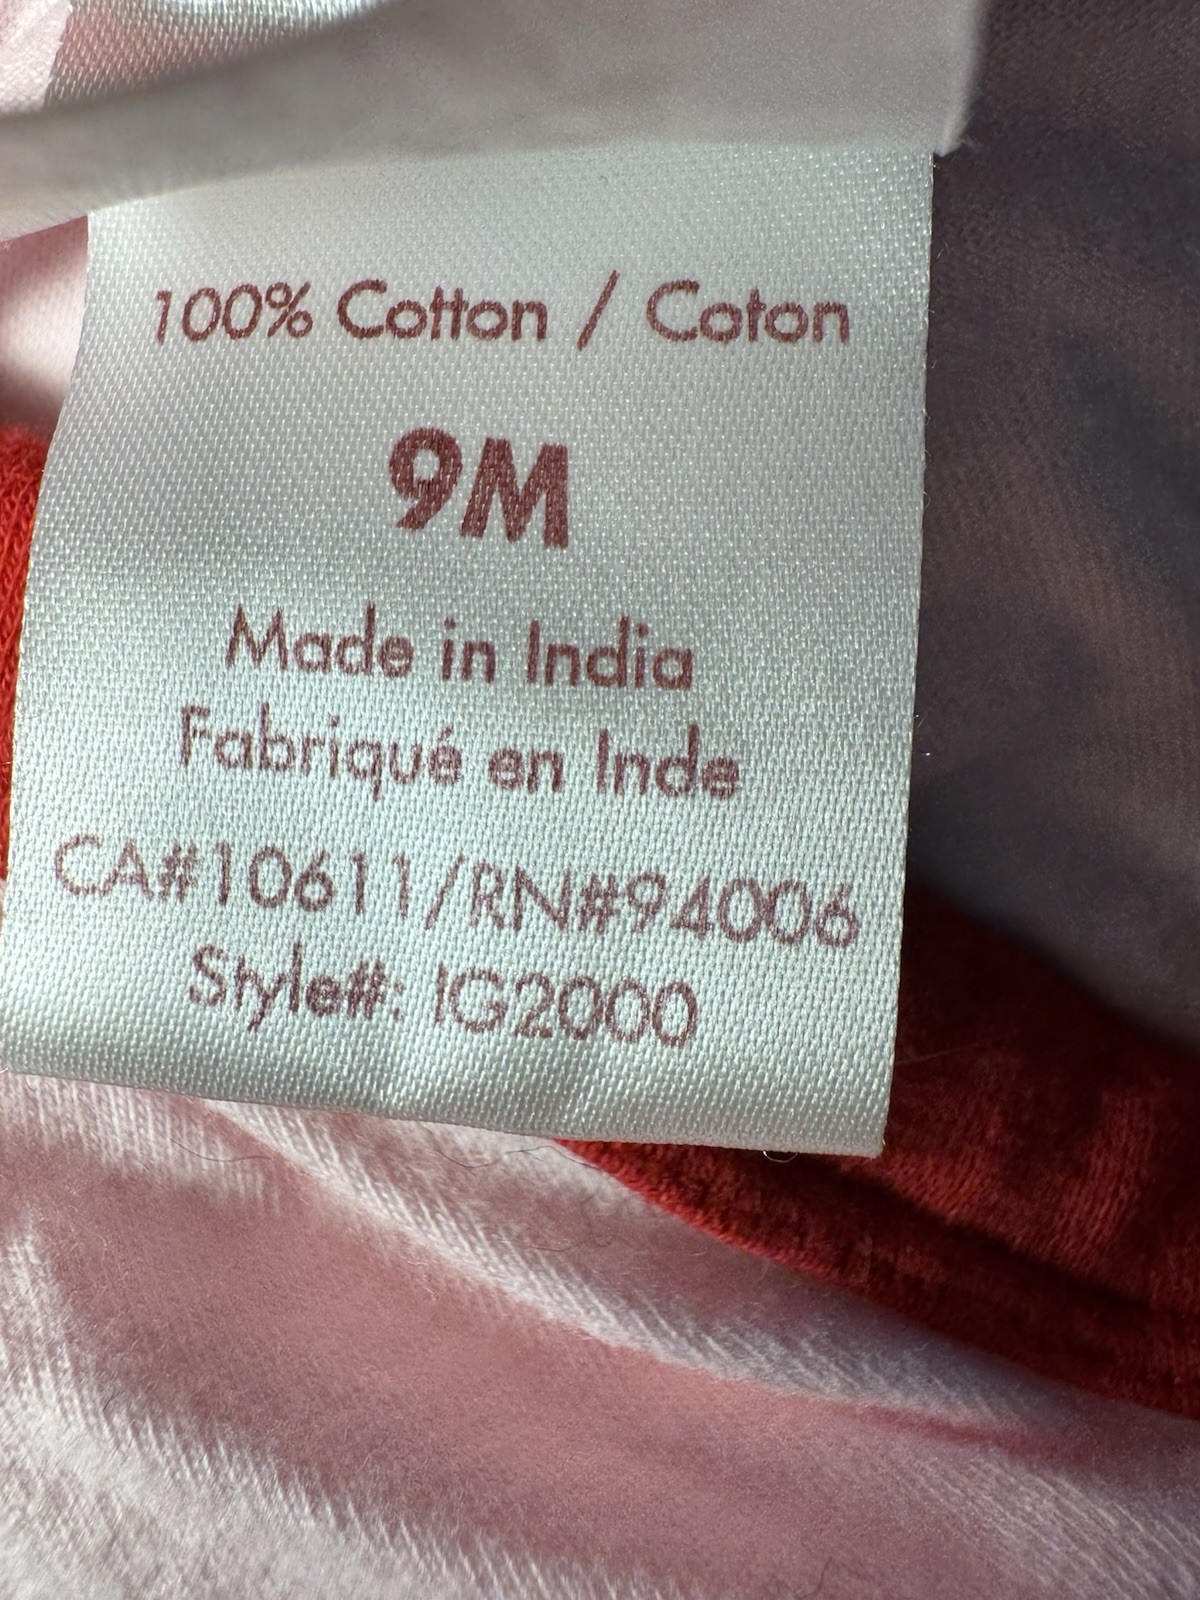 100% Cotton / Coton
9M
Made in India
Fabriqué en Inde
CA#10611/RN#94006
Style#: IG2000